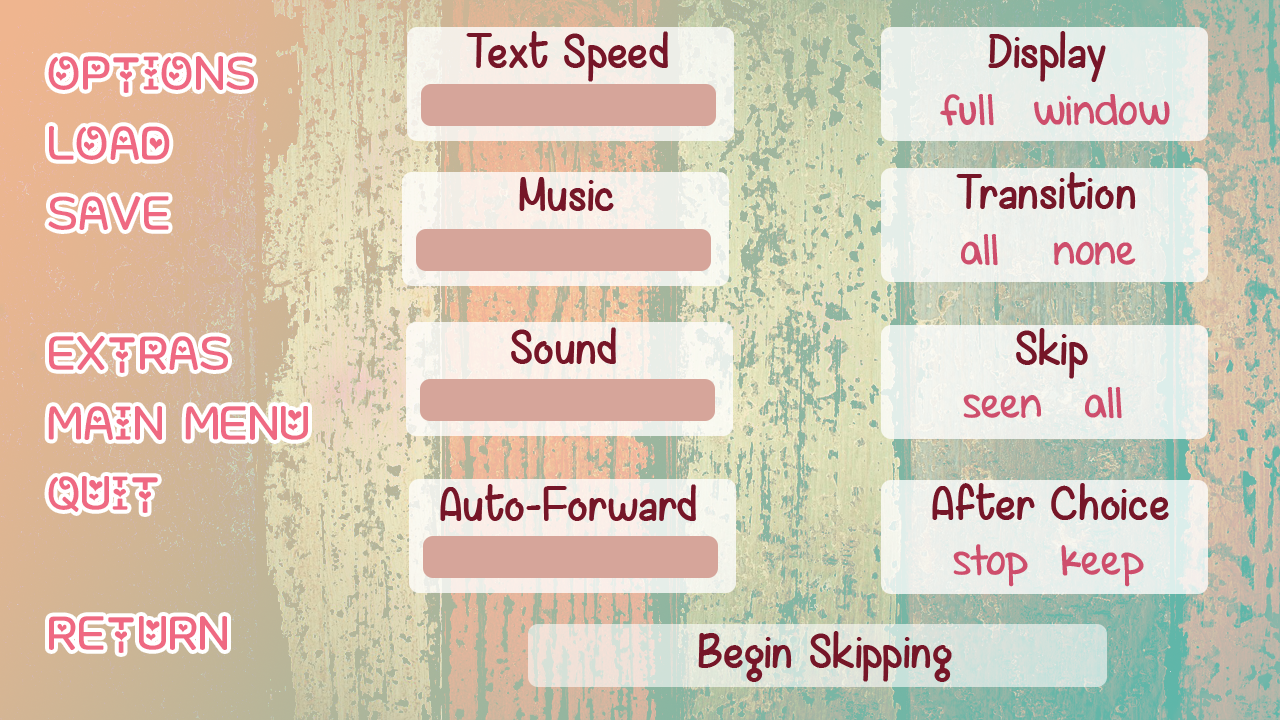 OPTIONS
LOAD
SAVE
EXTRAS
MAIN MENU
QUIT
RETURN
Text Speed
Music
Sound
Auto-Forward
Display
full window
Transition
all none
Skip
seen all
After Choice
stop keep
Begin Skipping